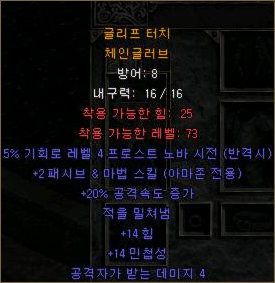 글리프 터치
체인글러브
방어: 8
내구력: 16 / 16
착용 가능한 힘: 25
착용 가능한 레벨: 73
5% 기회로 레벨 4 프로스트 노바 시전 (반격시)
+2 패시브 & 마법 스킬 (아마존 전용)
+20% 공격속도 증가
적을 밀쳐냄
+14 힘
+14 민첩성
공격자가 받는 데미지 4